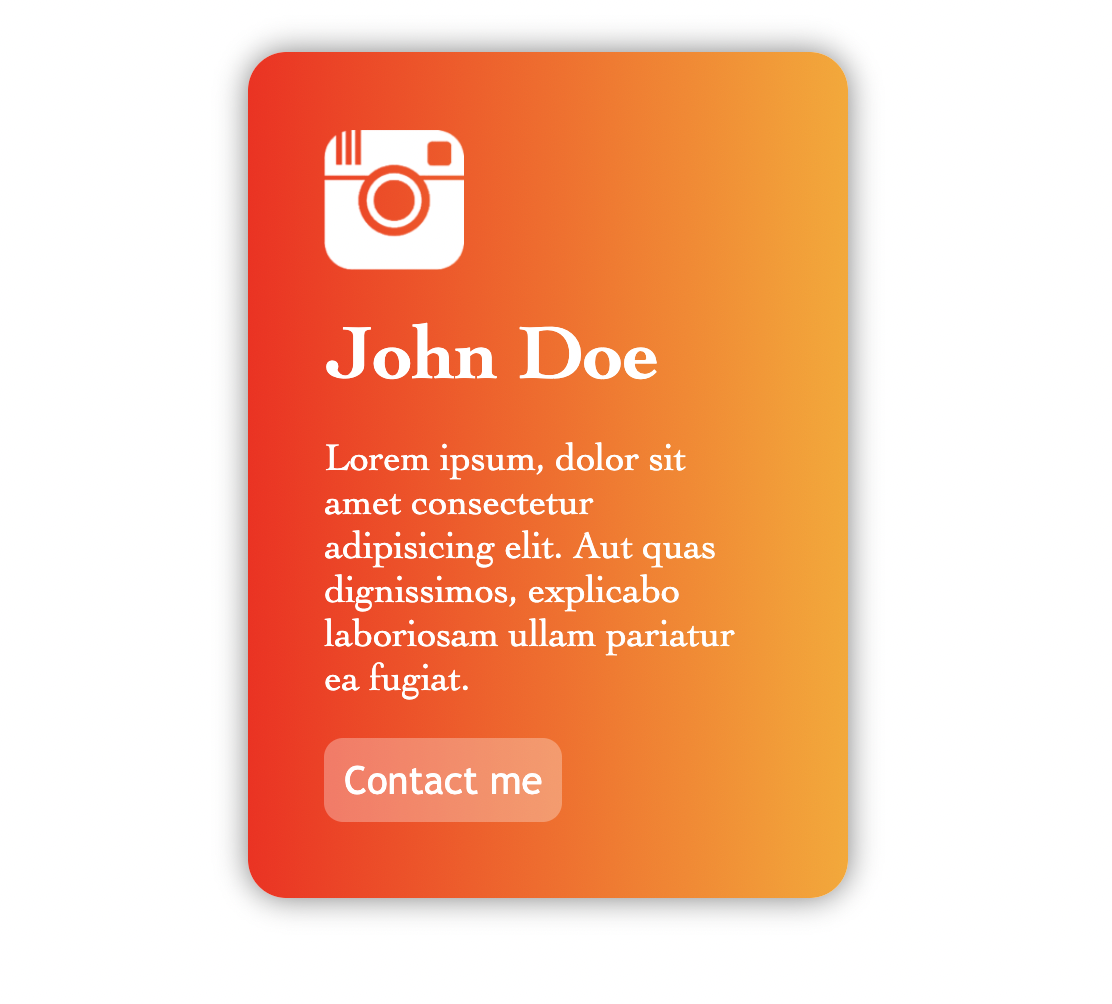 John Doe
Lorem ipsum, dolor sit
amet consectetur
adipisicing elit. Aut quas
dignissimos, explicabo
laboriosam ullam pariatur
ea fugiat.
Contact me